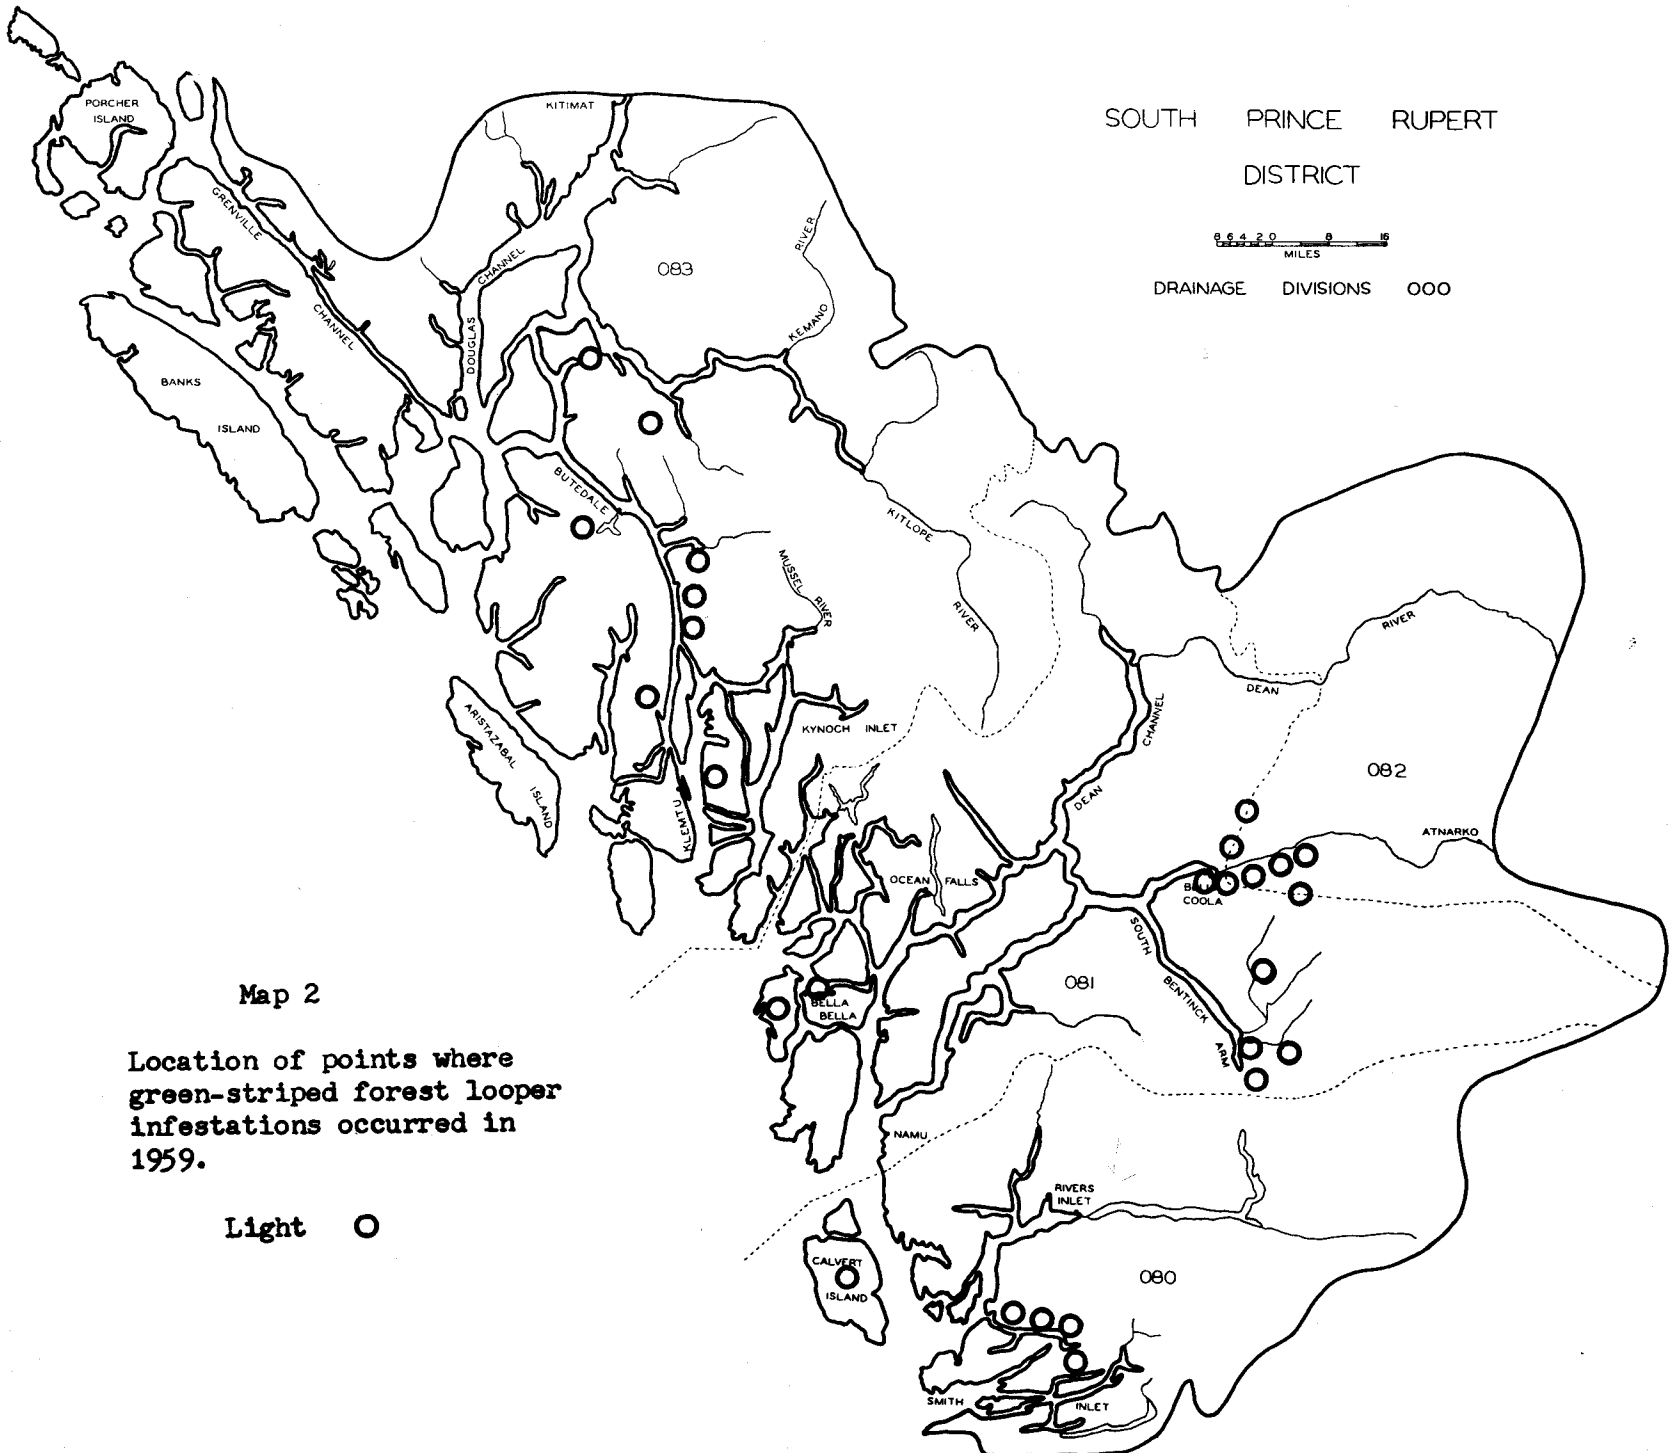 SOUTH PRINCE RUPERT
DISTRICT
8 6 4 2 0 8 16
MILES
DRAINAGE DIVISIONS 000
PORCHER
ISLAND
KITIMAT
GRENVILLE
CHANNEL
DOUGLAS
CHANNEL
083
RIVER
KEMANO
BANKS
ISLAND
BUTEDALE
KITLOPE
RIVER
MUSSEL
RIVER
ARISTAZABAL
ISLAND
KYNOCH INLET
KLEMTU
DEAN
RIVER
DEAN
CHANNEL
082
ATNARKO
OCEAN FALLS
COOLA
SOUTH
BENTINCK
ARM
081
BELLA
BELLA
NAMU
RIVERS
INLET
CALVERT
ISLAND
080
SMITH
INLET
Map 2
Location of points where
green-striped forest looper
infestations occurred in
1959.
Light